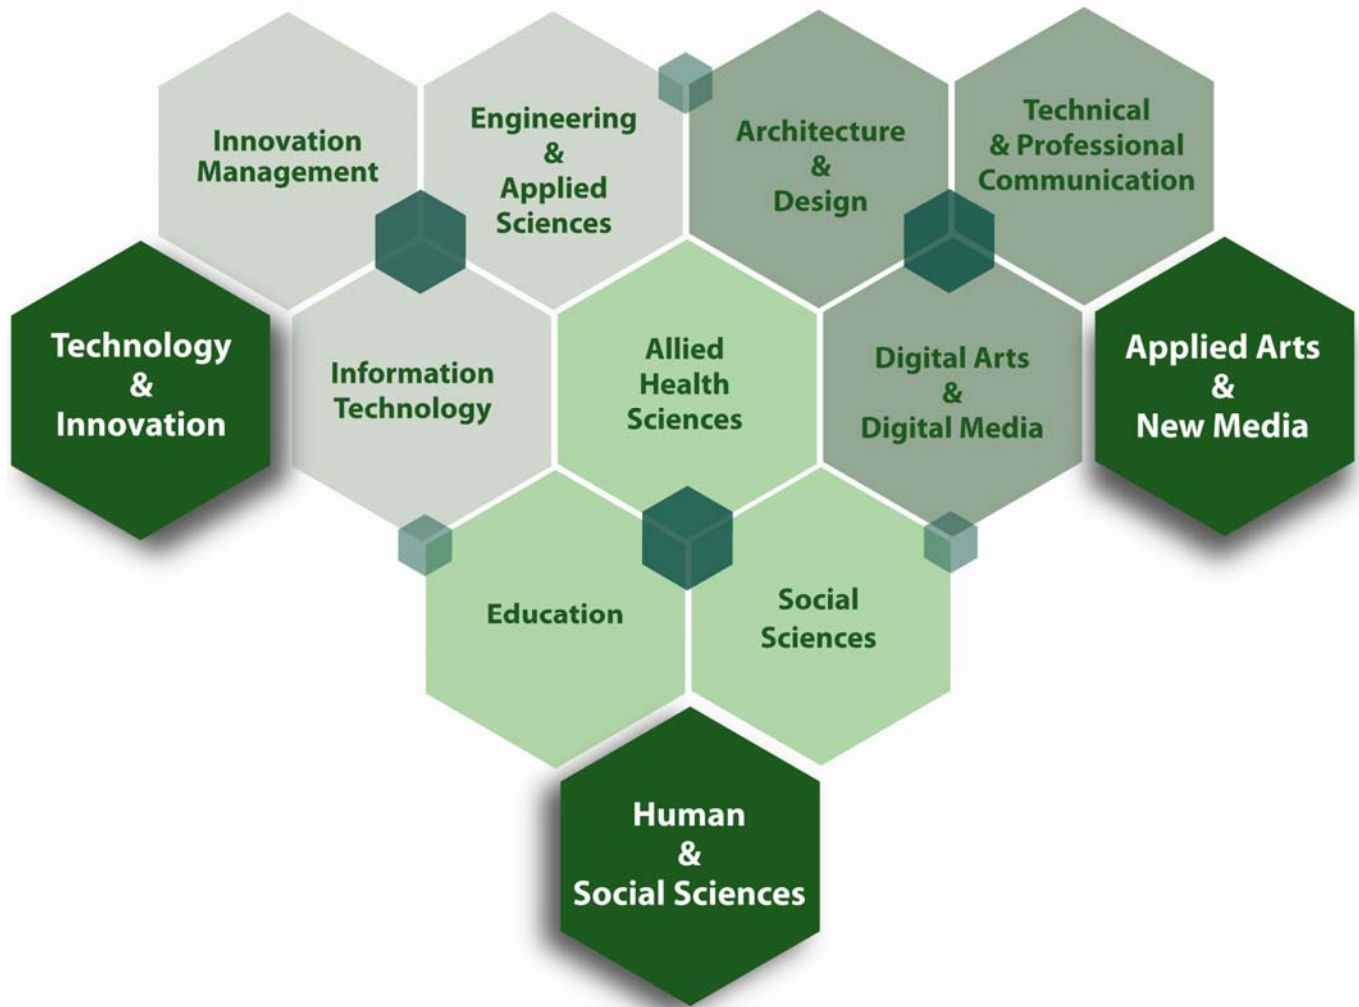 Innovation
Management
Engineering
&
Applied
Sciences
Architecture
&
Design
Technical
& Professional
Communication
Technology
&
Innovation
Information
Technology
Allied
Health
Sciences
Digital Arts
&
Digital Media
Applied Arts
&
New Media
Education
Social
Sciences
Human
&
Social Sciences